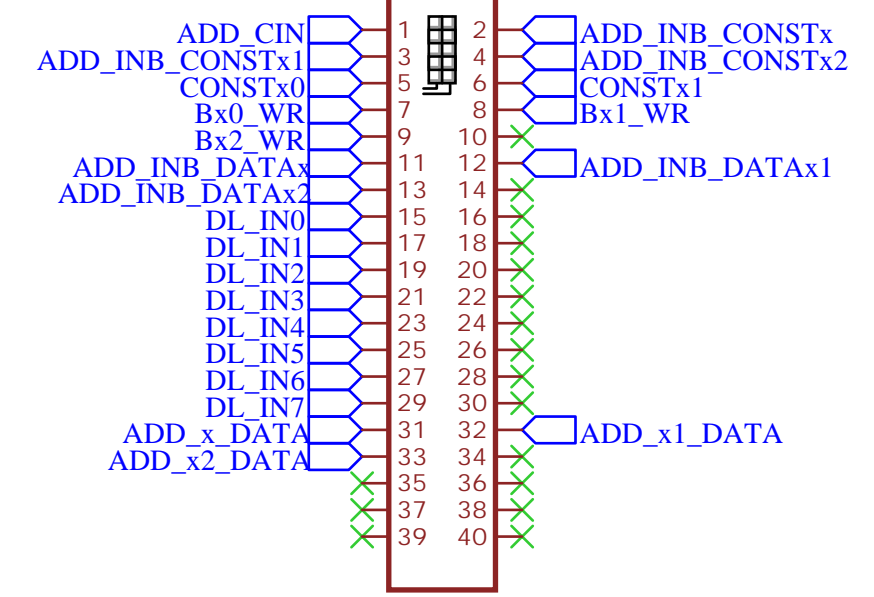 ADD_CIN 1 2 ADD_INB_CONSTx
ADD_INB_CONSTx1 3 4 ADD_INB_CONSTx2
CONSTx0 5 6 CONSTx1
Bx0_WR 7 8 Bx1_WR
Bx2_WR 9 10
ADD_INB_DATAx 11 12 ADD_INB_DATAx1
ADD_INB_DATAx2 13 14
DL_IN0 15 16
DL_IN1 17 18
DL_IN2 19 20
DL_IN3 21 22
DL_IN4 23 24
DL_IN5 25 26
DL_IN6 27 28
DL_IN7 29 30
ADD_x_DATA 31 32 ADD_x1_DATA
ADD_x2_DATA 33 34
35 36
37 38
39 40